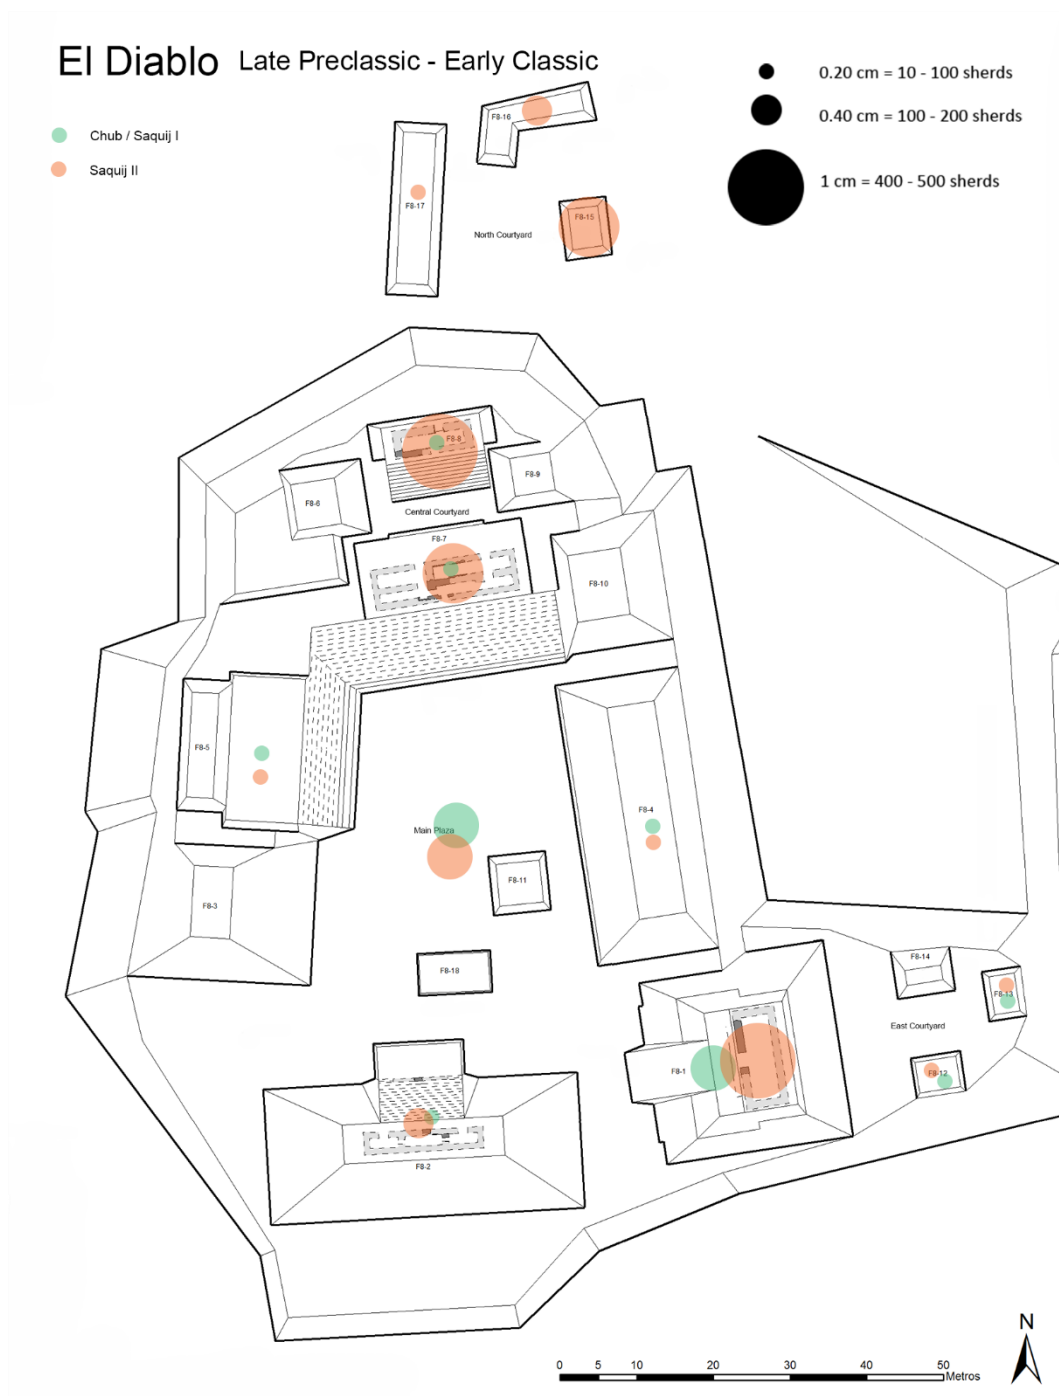 El Diablo Late Preclassic - Early Classic
Chub / Saquij I
Saquij II
0.20 cm = 10 - 100 sherds
0.40 cm = 100 - 200 sherds
1 cm = 400 - 500 sherds
F8-16
F8-17
F8-15
North Courtyard
F8-8
F8-9
F8-6
Central Courtyard
F8-7
F8-10
F8-5
F8-4
Main Plaza
F8-11
F8-3
F8-18
F8-14
F8-13
East Courtyard
F8-1
F8-12
F8-2
N
0 5 10 20 30 40 50
Metros